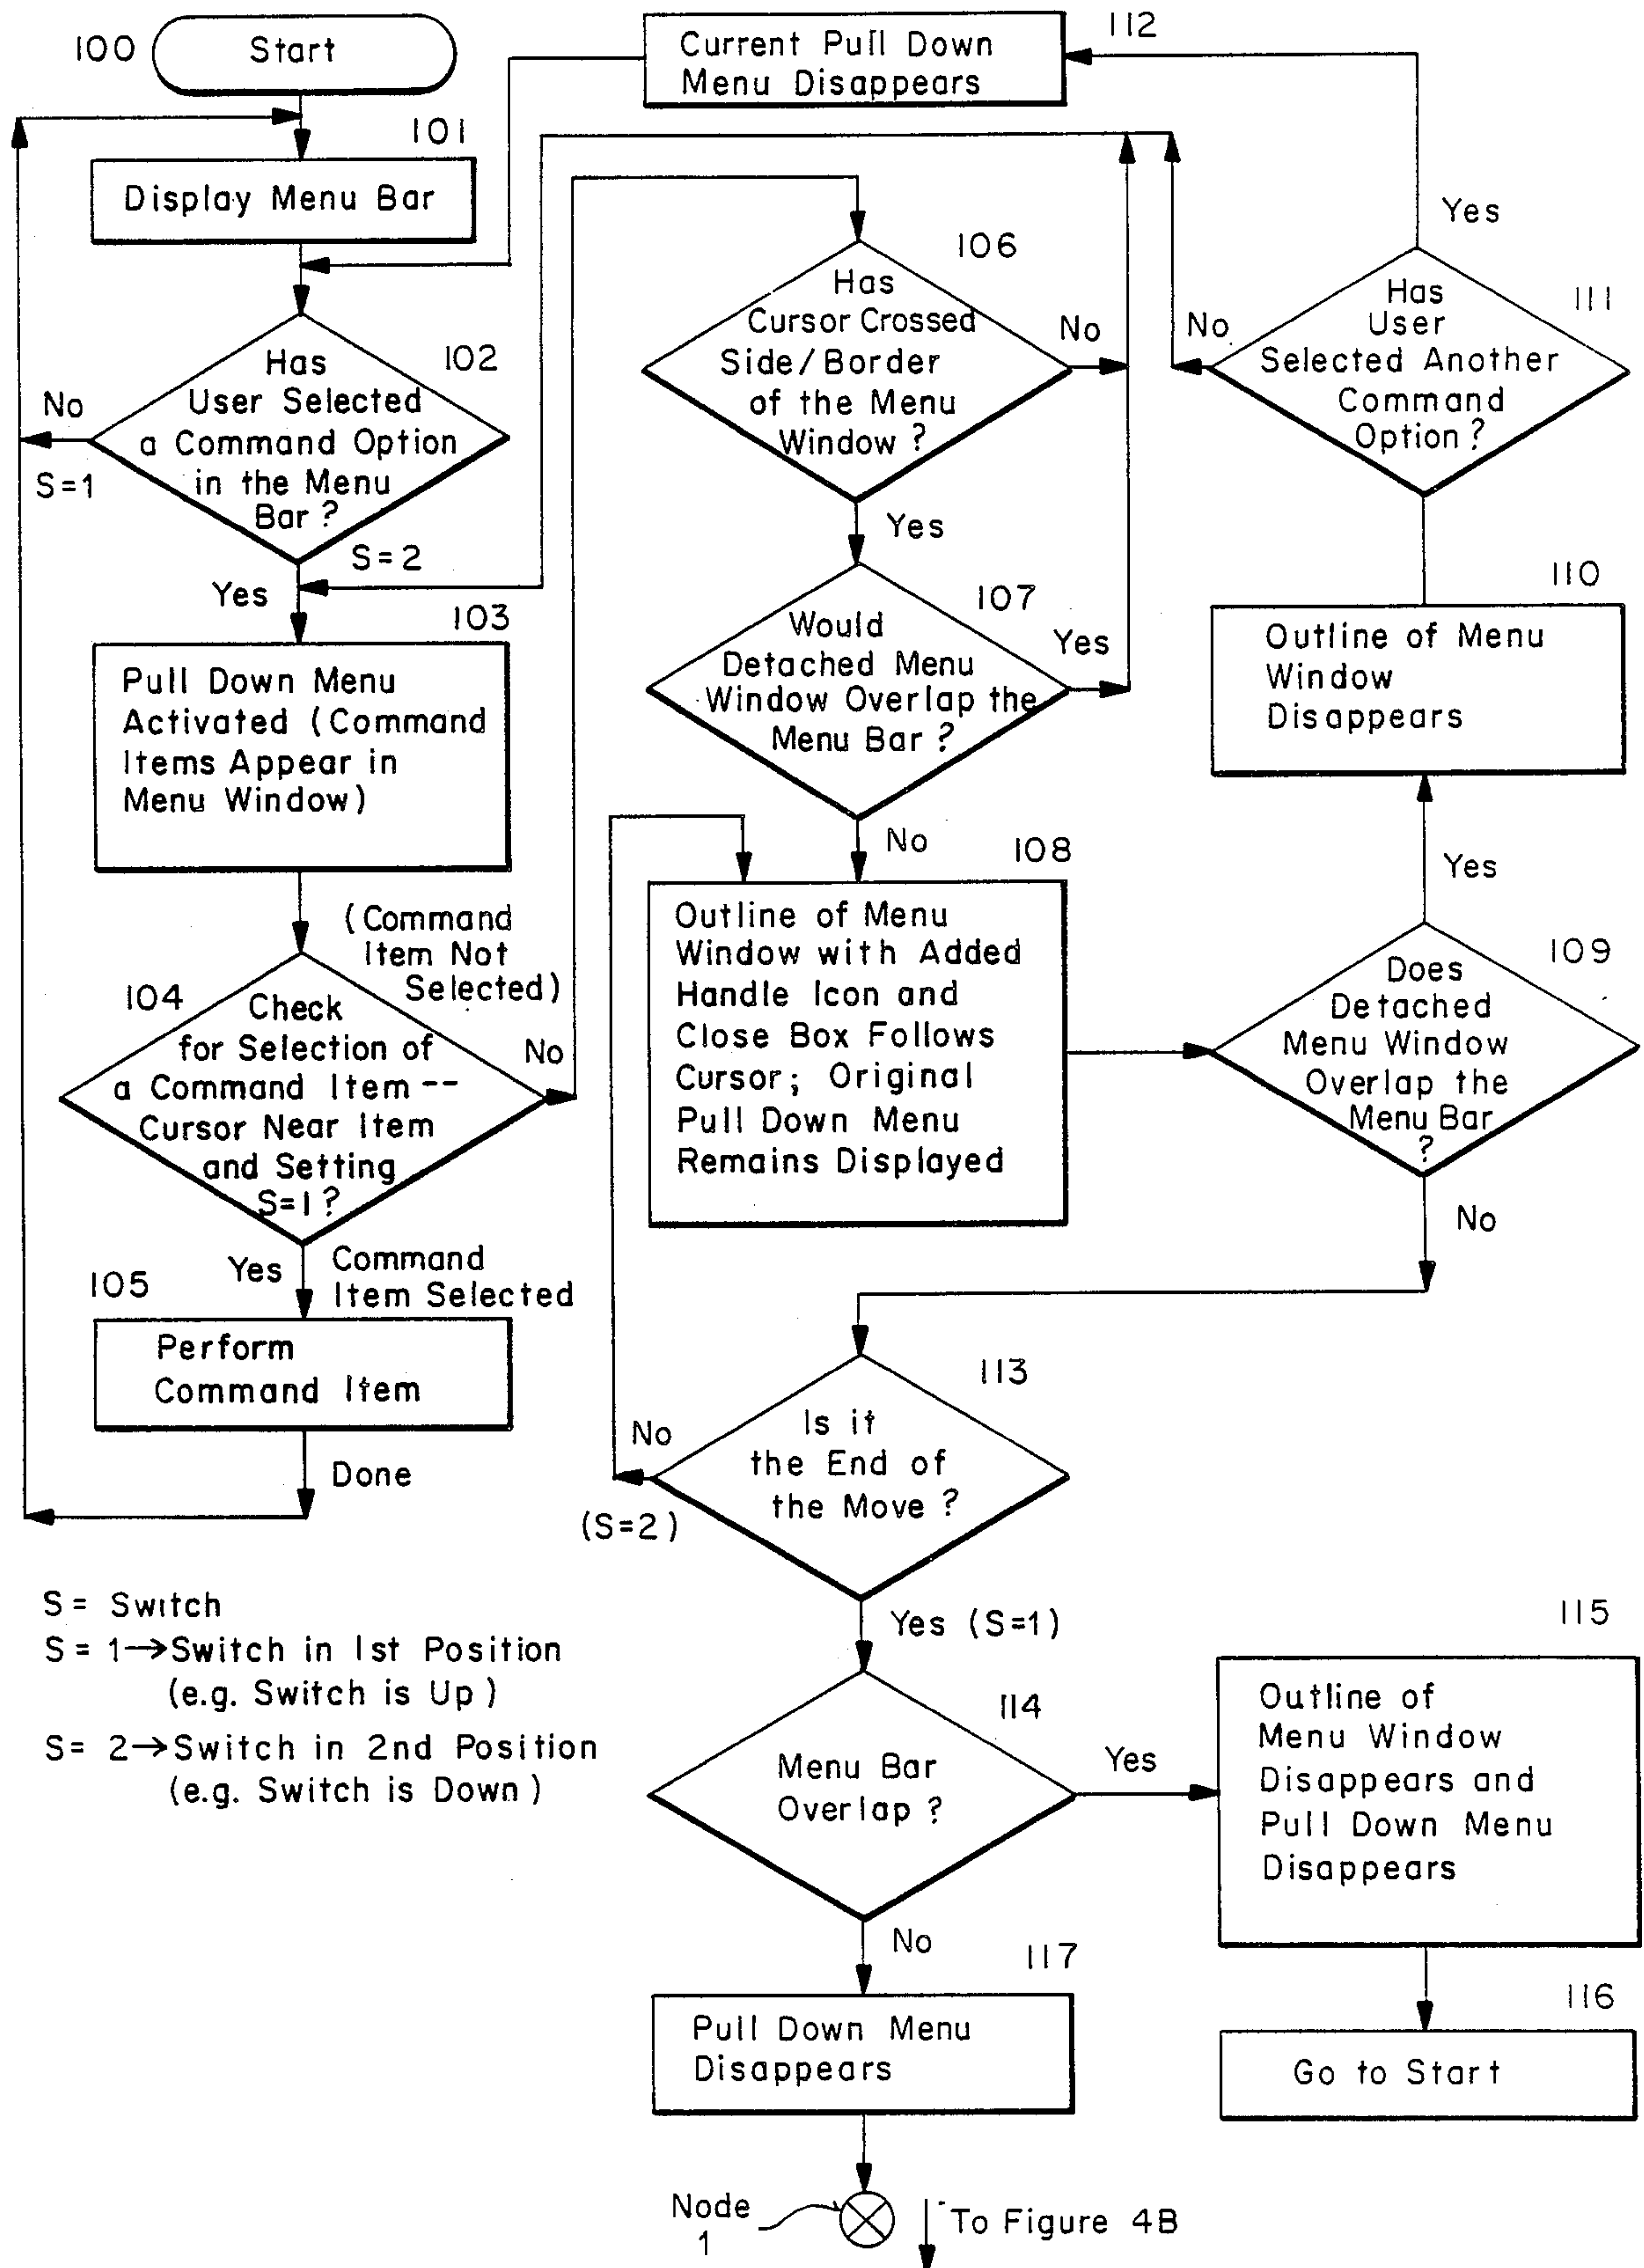 100
Start
101
Display Menu Bar
102
Has
User Selected
a Command Option
in the Menu
Bar ?
No
S=1
S=2
Yes
103
Pull Down Menu
Activated (Command
Items Appear in
Menu Window)
(Command
Item Not
Selected)
104
Check
for Selection of
a Command Item --
Cursor Near Item
and Setting
S=1 ?
No
Yes
Command
Item Selected
105
Perform
Command Item
Done
S = Switch
S = 1→Switch in 1st Position
(e.g. Switch is Up )
S= 2→Switch in 2nd Position
(e.g. Switch is Down )
112
Current Pull Down
Menu Disappears
106
Has
Cursor Crossed
Side/Border
of the Menu
Window ?
No
Yes
107
Would
Detached Menu
Window Overlap the
Menu Bar ?
Yes
No
108
Outline of Menu
Window with Added
Handle Icon and
Close Box Follows
Cursor; Original
Pull Down Menu
Remains Displayed
Yes
111
Has
User
Selected Another
Command
Option ?
No
110
Outline of Menu
Window
Disappears
Yes
109
Does
Detached
Menu Window
Overlap the
Menu Bar
?
No
113
Is it
the End of
the Move ?
No
(S=2)
Yes (S=1)
114
Menu Bar
Overlap ?
Yes
No
115
Outline of
Menu Window
Disappears and
Pull Down Menu
Disappears
116
Go to Start
117
Pull Down Menu
Disappears
Node
1
To Figure 4B